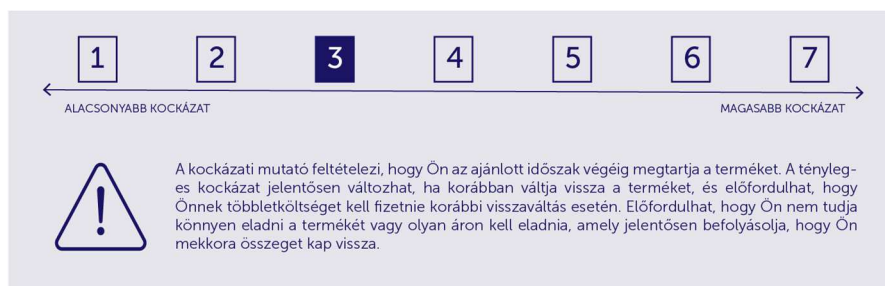 1 2 3 4 5 6 7
ALACSONYABB KOCKÁZAT MAGASABB KOCKÁZAT
A kockázati mutató feltételezi, hogy Ön az ajánlott időszak végéig megtartja a terméket. A tényleg-
es kockázat jelentősen változhat, ha korábban váltja vissza a terméket, és előfordulhat, hogy
Önnek többletköltséget kell fizetnie korábbi visszaváltás esetén. Előfordulhat, hogy Ön nem tudja
könnyen eladni a termékét vagy olyan áron kell eladnia, amely jelentősen befolyásolja, hogy Ön
mekkora összeget kap vissza.